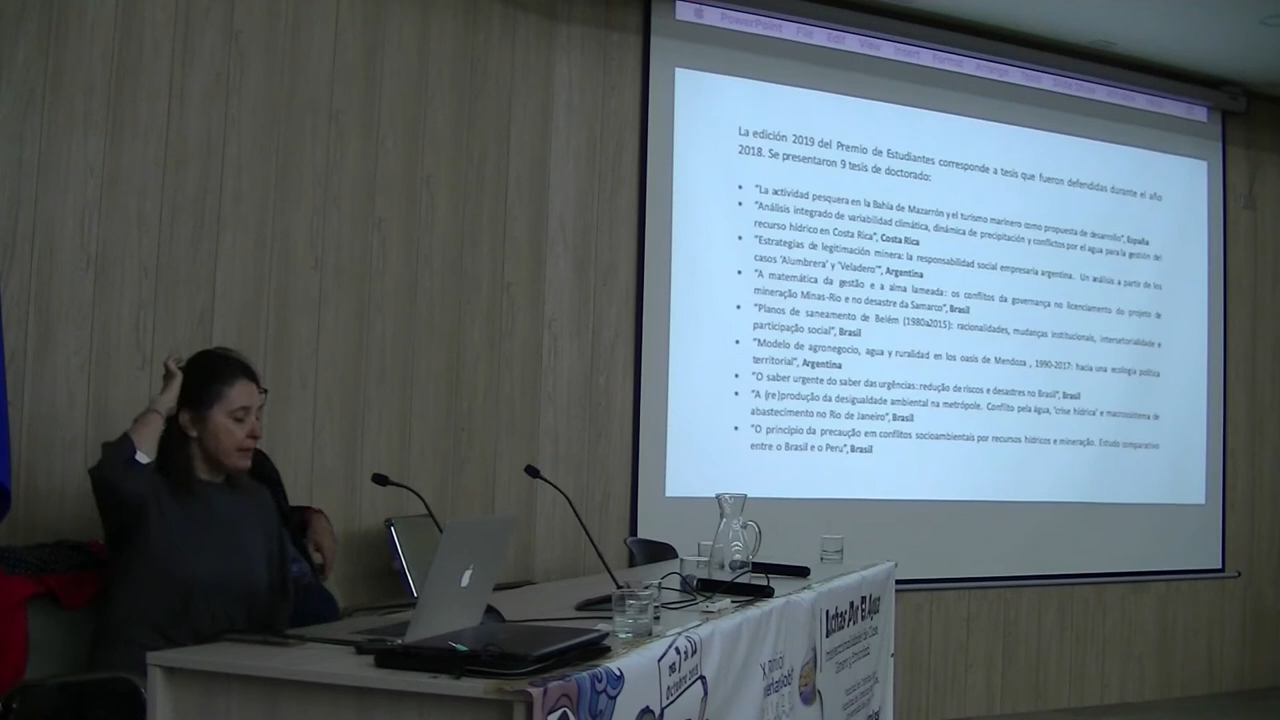 PowerPoint File Edit View Insert Format Arrange Tools
La edición 2019 del Premio de Estudiantes corresponde a tesis que fueron defendidas durante el año
2018. Se presentaron 9 tesis de doctorado:
• "La actividad pesquera en la Bahía de Mazarrón y el turismo marinero como propuesta de desarrollo", España
• "Análisis integrado de variabilidad climática, dinámica de precipitación y conflictos por el agua para la gestión del
recurso hídrico en Costa Rica", Costa Rica
• "Estrategias de legitimación minera: la responsabilidad social empresaria argentina. Un análisis a partir de los
casos 'Alumbrera' y 'Veladero'", Argentina
• "A matemática da gestão e a alma lameada: os conflitos da governança no licenciamento do projeto de
mineração Minas-Rio e no desastre da Samarco", Brasil
• "Planos de saneamento de Belém (1980a2015): racionalidades, mudanças institucionais, intersetorialidade e
participação social", Brasil
• "Modelo de agronegocio, agua y ruralidad en los oasis de Mendoza , 1990-2017: hacia una ecología política
territorial", Argentina
• "O saber urgente do saber das urgências: redução de riscos e desastres no Brasil", Brasil
• "A (re)produção da desigualdade ambiental na metrópole. Conflito pela água, 'crise hídrica' e macrossistema de
abastecimento no Rio de Janeiro", Brasil
• "O princípio da precaução em conflitos socioambientais por recursos hídricos e mineração. Estudo comparativo
entre o Brasil e o Peru", Brasil
Luchas Por El Agua
Octubre